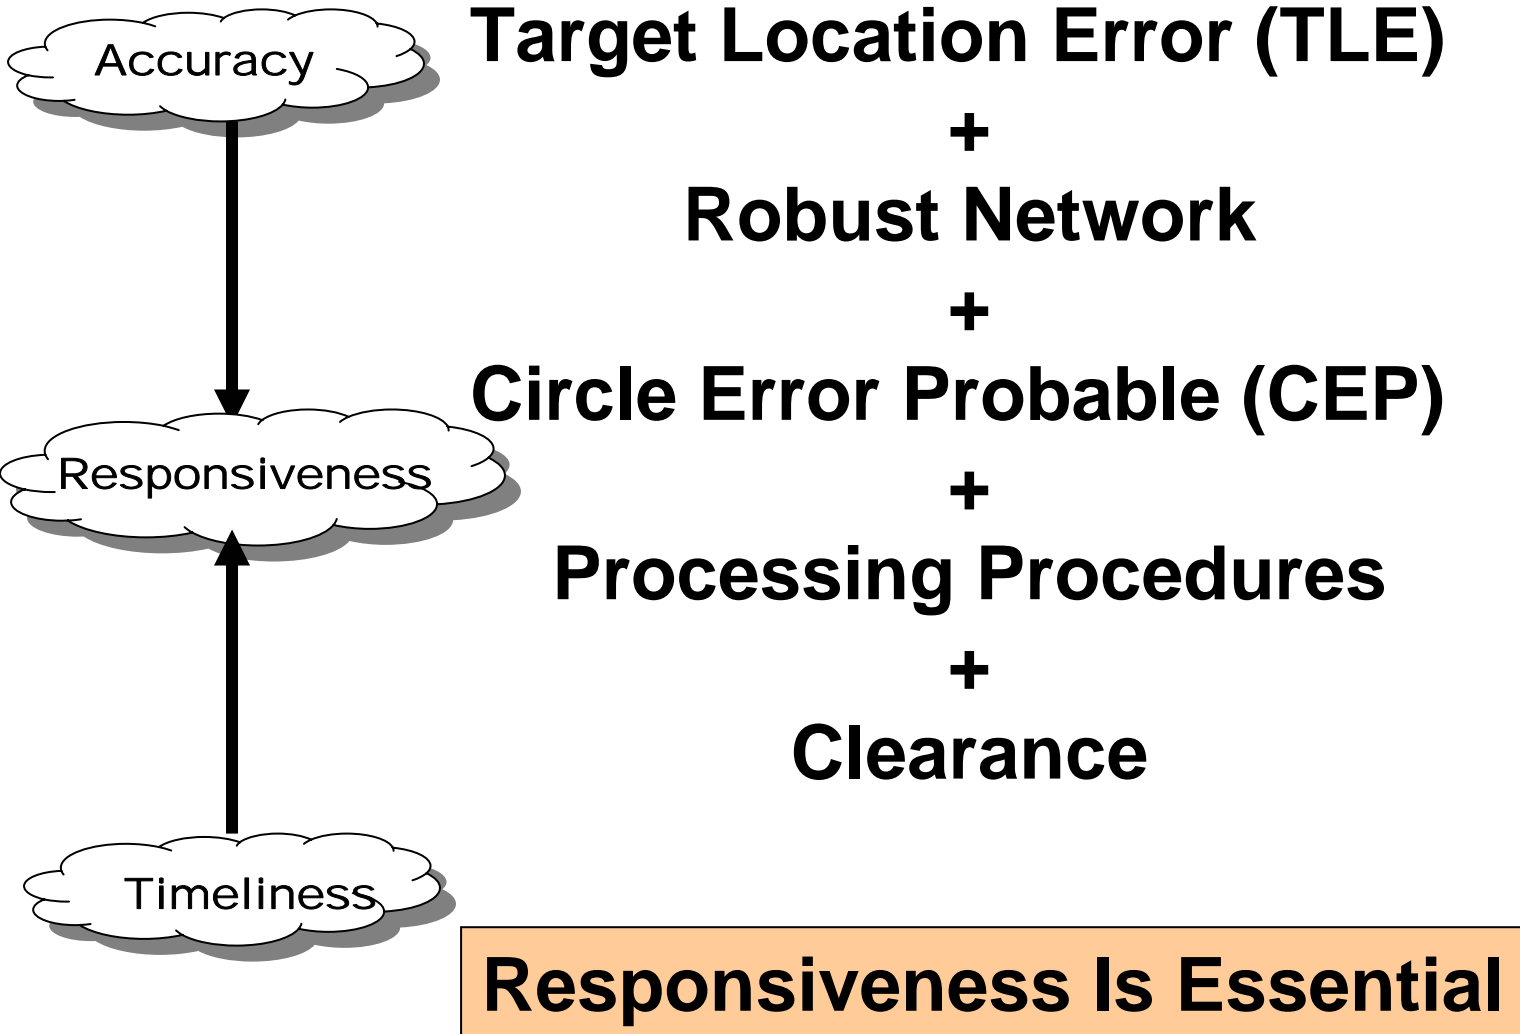 Accuracy
Target Location Error (TLE)
+
Robust Network
+
Circle Error Probable (CEP)
Responsiveness
+
Processing Procedures
+
Clearance
Timeliness
Responsiveness Is Essential